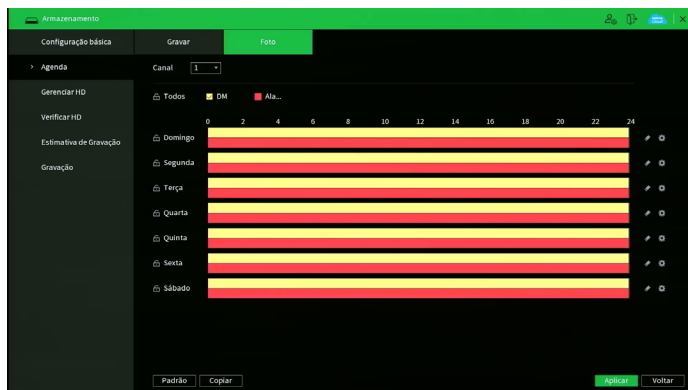 Armazenamento
Configuração básica
Gravar
Foto
Agenda
Canal 1
Gerenciar HD
Todos DM Ala...
Verificar HD
0 2 4 6 8 10 12 14 16 18 20 22 24
Estimativa de Gravação
Domingo
Gravação
Segunda
Terça
Quarta
Quinta
Sexta
Sábado
Padrão Copiar Aplicar Voltar